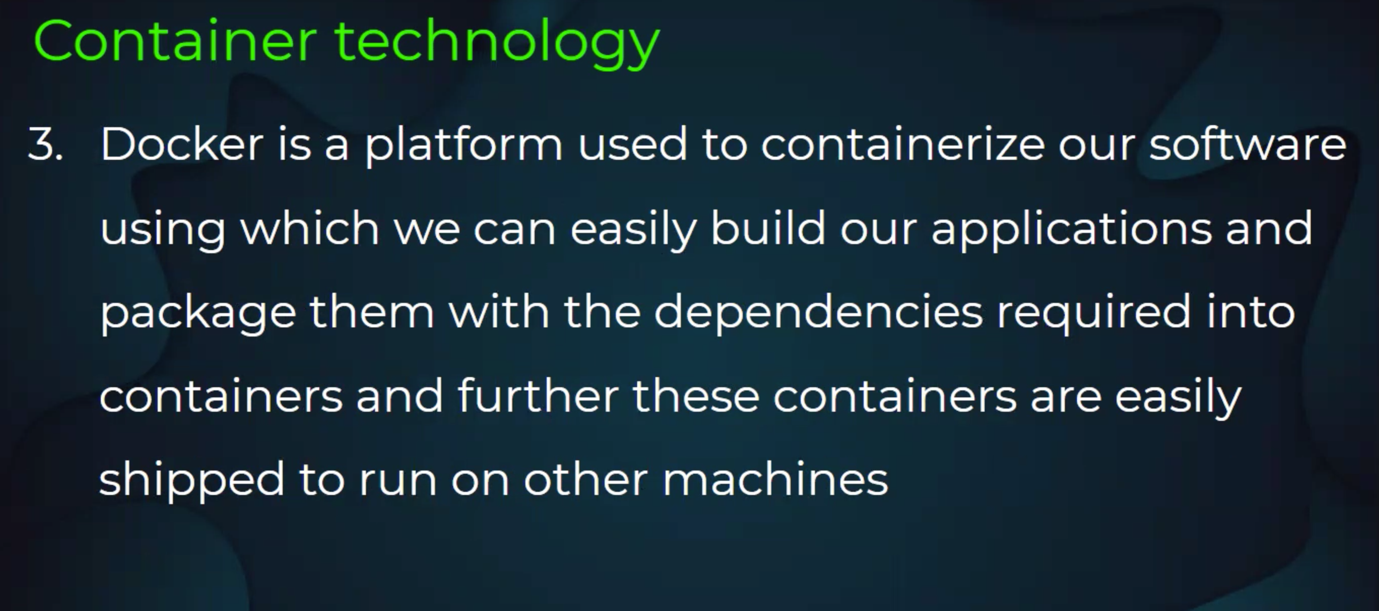 Container technology
3. Docker is a platform used to containerize our software
using which we can easily build our applications and
package them with the dependencies required into
containers and further these containers are easily
shipped to run on other machines